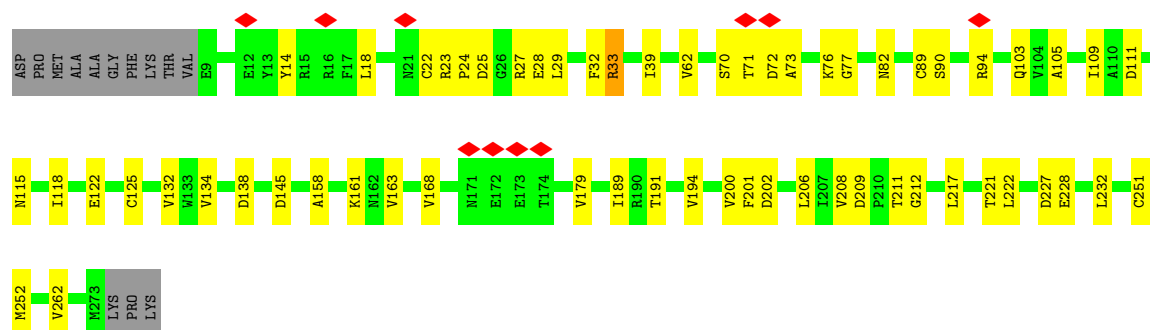 ASP PRO MET ALA ALA GLY PHE LYS THR VAL E9 E12 Y13 Y14 R15 R16 F17 L18 N21 C22 R23 P24 D25 G26 R27 E28 L29 F32 R33 I39 V62 S70 T71 D72 A73 K76 G77 N82 C89 S90 R94 Q103 V104 A105 I109 A110 D111
N115 I118 E122 C125 V132 W133 V134 D138 D145 A158 K161 N162 V163 V168 N171 E172 E173 T174 V179 I189 R190 T191 V194 V200 F201 D202 L206 I207 V208 D209 P210 T211 G212 L217 T221 L222 D227 E228 L232 C251
M252 V262 M273 LYS PRO LYS